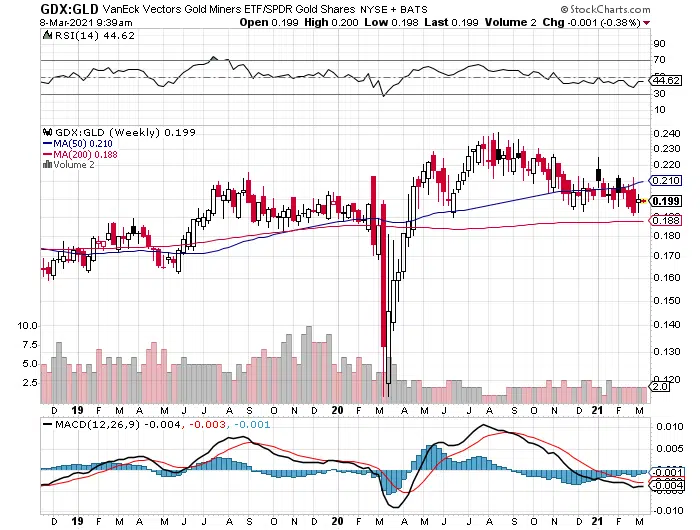 GDX:GLD VanEck Vectors Gold Miners ETF/SPDR Gold Shares NYSE + BATS © StockCharts.com
8-Mar-2021 9:39am Open 0.199 High 0.200 Low 0.198 Last 0.199 Volume 2 Chg -0.001 (-0.38%)
RSI(14) 44.62
90
70
50
44.62
30
10
GDX:GLD (Weekly) 0.199
MA(50) 0.210
MA(200) 0.188
Volume 2
0.240
0.230
0.220
0.210
0.199
0.188
0.180
0.170
0.160
0.150
0.140
0.130
0.120
10.0
7.5
5.0
2.5
2.0
D 19 F M A M J J A S O N D 20 F M A M J J A S O N D 21 F M
MACD(12,26,9) -0.004, -0.003, -0.001
0.010
0.005
-0.001
-0.004
-0.010
D 19 F M A M J J A S O N D 20 F M A M J J A S O N D 21 F M